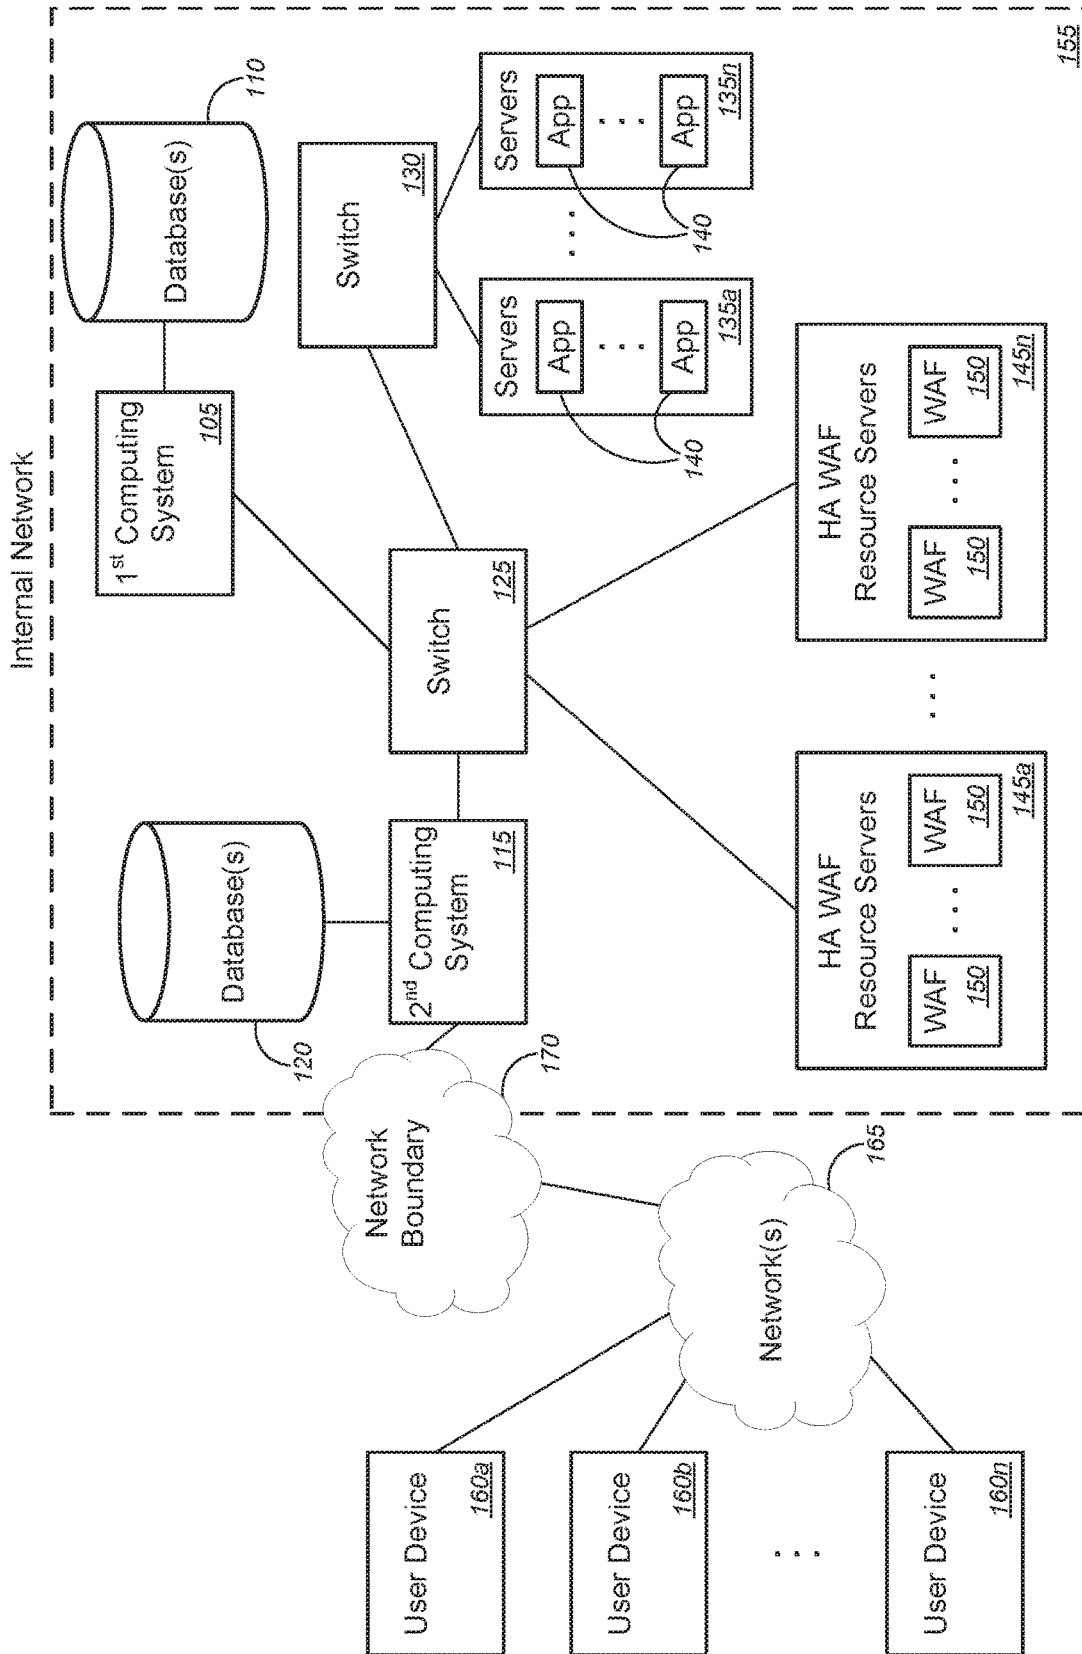 Internal Network
Database(s)
110
1st Computing
System
105
Database(s)
120
2nd Computing
System
115
Switch
125
Switch
130
Servers
App
. . .
App
135a
140
. . .
Servers
App
. . .
App
135n
140
HA WAF
Resource Servers
WAF
150
. . .
WAF
150
145a
. . .
HA WAF
Resource Servers
WAF
150
. . .
WAF
150
145n
155
Network
Boundary
170
Network(s)
165
User Device
160a
User Device
160b
. . .
User Device
160n